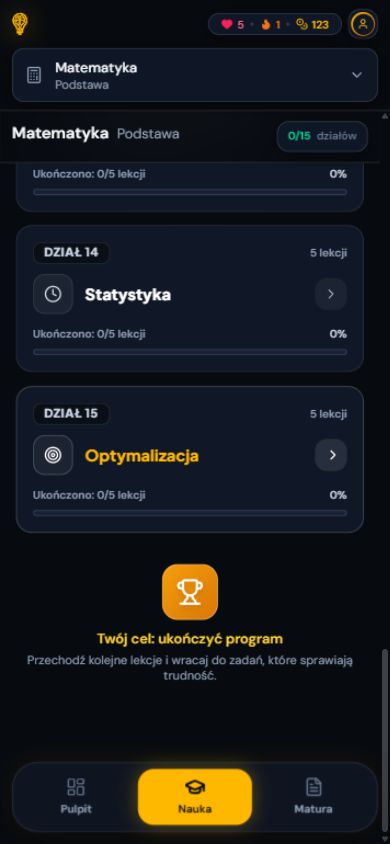 5 • 1 • 123
Matematyka
Podstawa
Matematyka Podstawa 0/15 działów
Ukończono: 0/5 lekcji 0%
DZIAŁ 14 5 lekcji
Statystyka
Ukończono: 0/5 lekcji 0%
DZIAŁ 15 5 lekcji
Optymalizacja
Ukończono: 0/5 lekcji 0%
Twój cel: ukończyć program
Przechodź kolejne lekcje i wracaj do zadań, które sprawiają
trudność.
Pulpit Nauka Matura